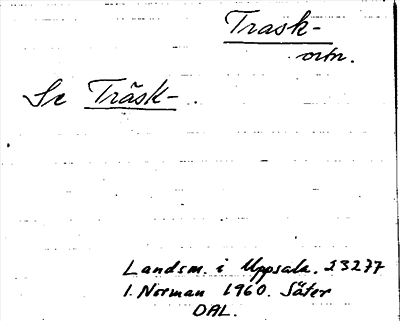 Trask-
ortn.
Se Träsk-.
Landsm. i Uppsala. 23277
I. Norman 1960. Säter
DAL.